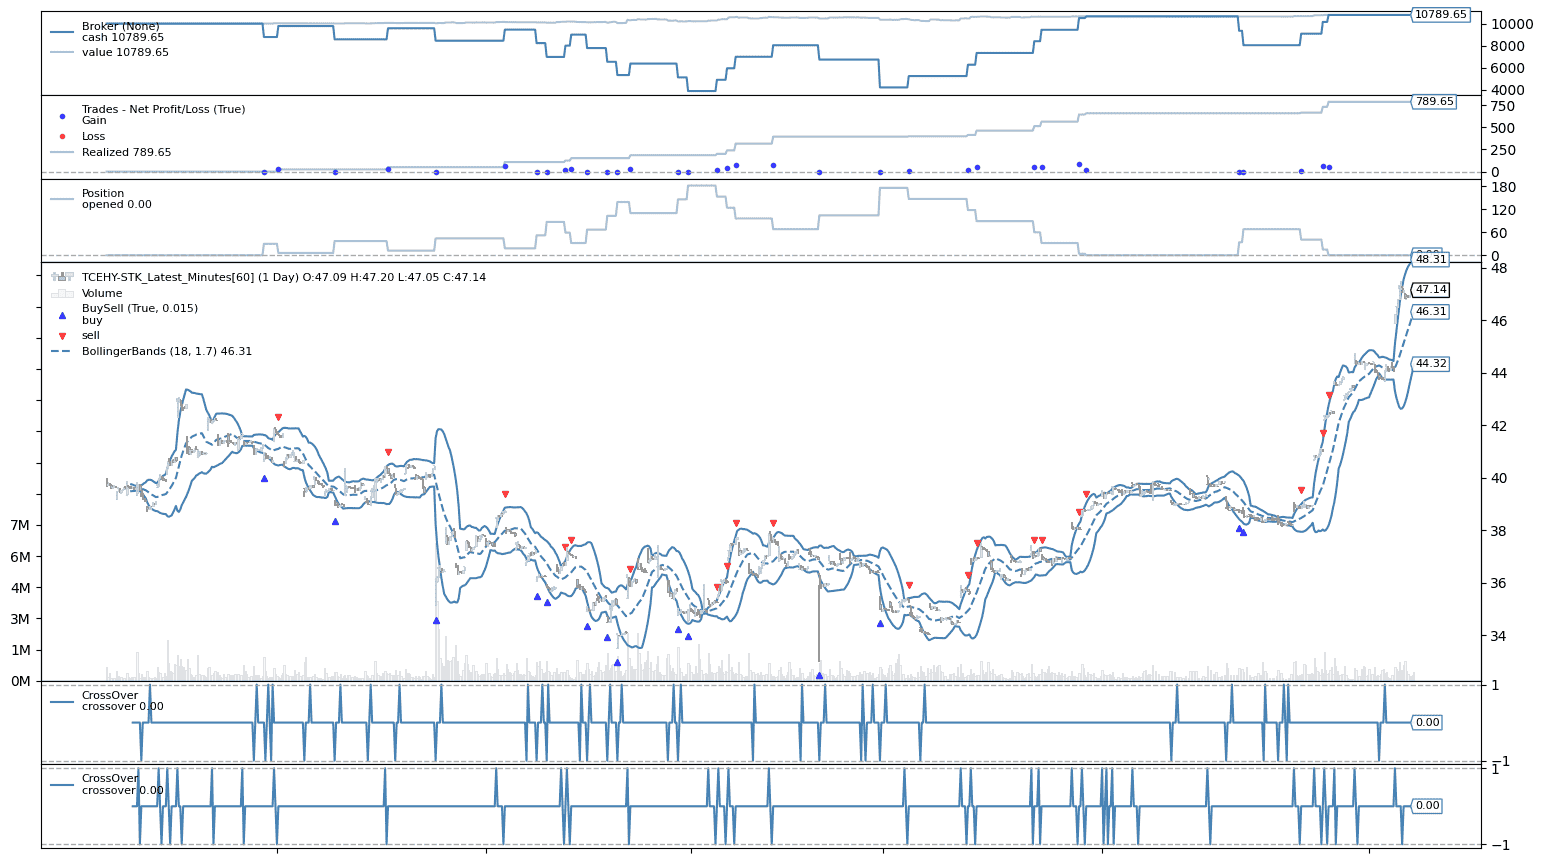 Broker (None)
cash 10789.65
value 10789.65
10789.65
10000
8000
6000
4000
Trades - Net Profit/Loss (True)
Gain
Loss
Realized 789.65
789.65
750
500
250
0
Position
opened 0.00
180
120
60
0
TCEHY-STK_Latest_Minutes[60] (1 Day) O:47.09 H:47.20 L:47.05 C:47.14
Volume
BuySell (True, 0.015)
buy
sell
BollingerBands (18, 1.7) 46.31
48.31
47.14
46.31
44.32
48
46
44
42
40
38
36
34
7M
6M
4M
3M
1M
0M
CrossOver
crossover 0.00
0.00
1
−1
CrossOver
crossover 0.00
0.00
1
−1